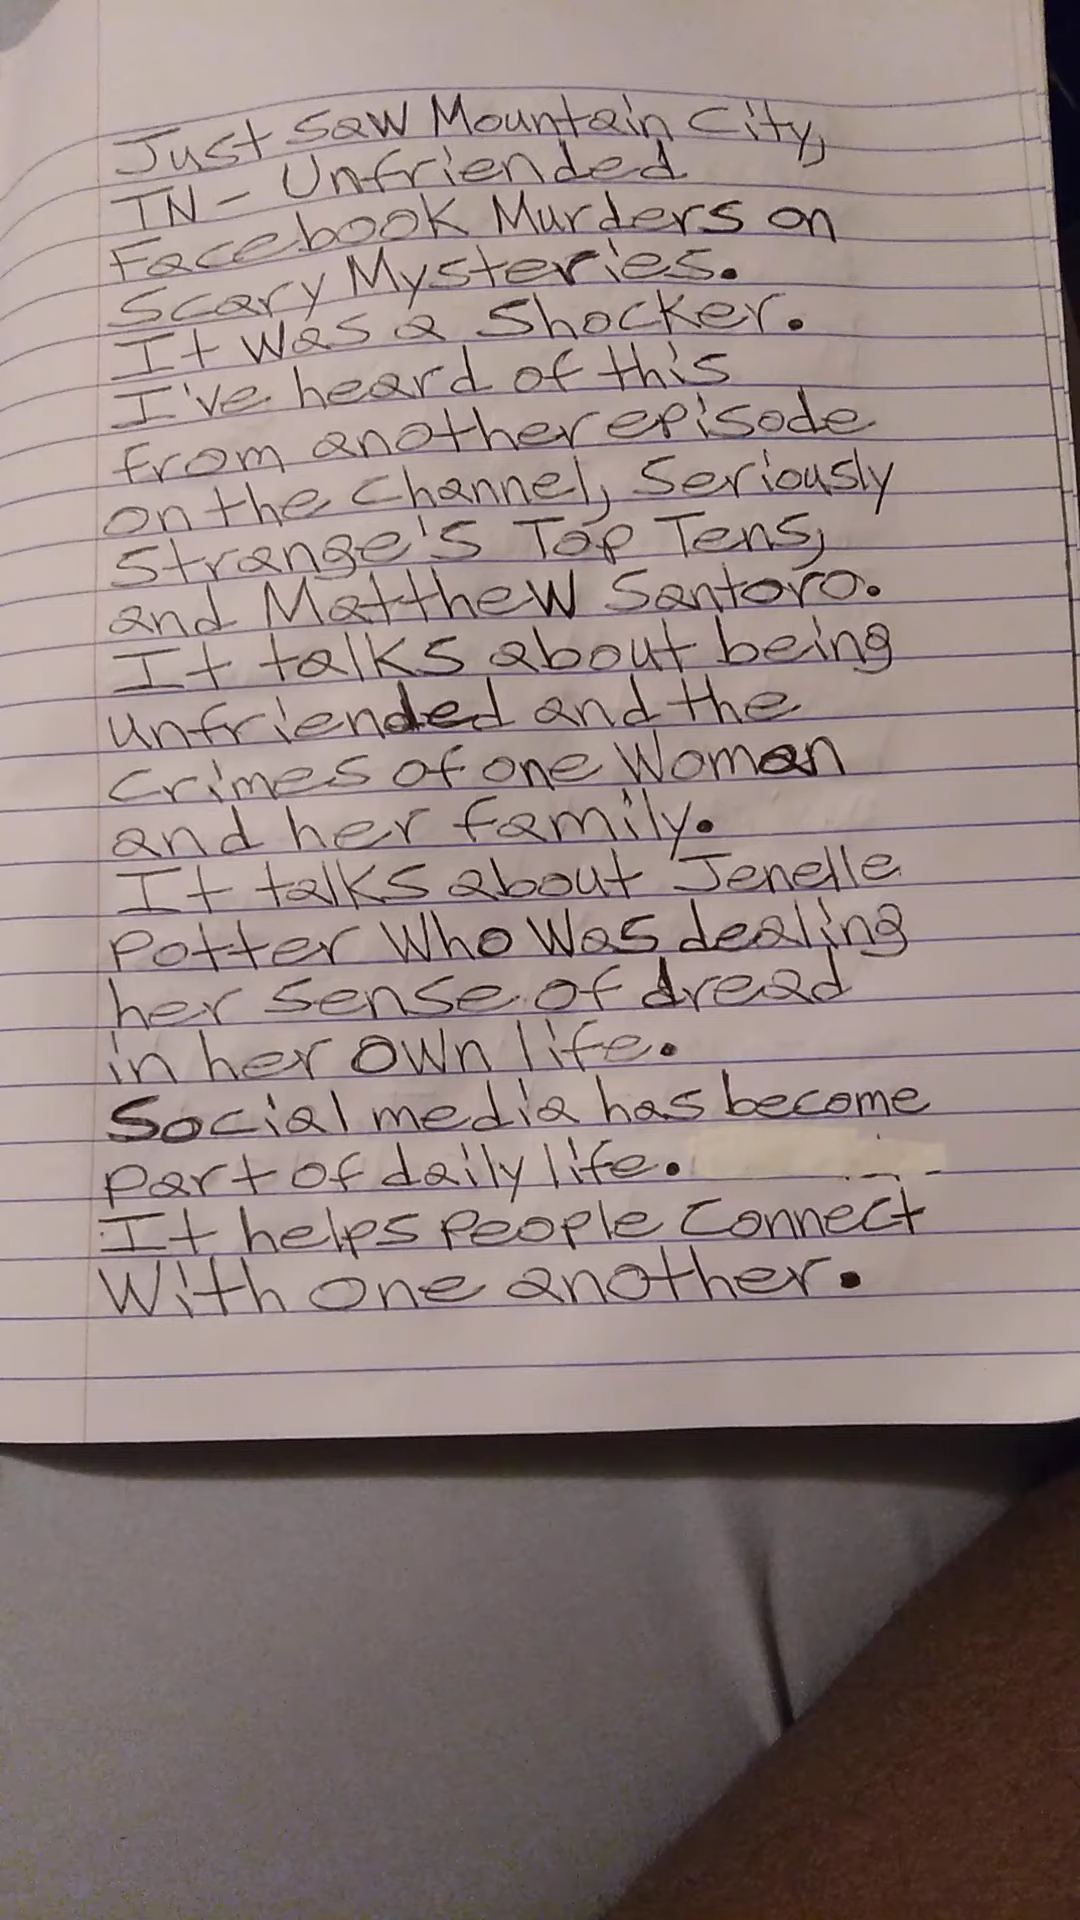 Just saw Mountain City,
TN - Unfriended
Facebook Murders on
Scary Mysteries.
It was a Shocker.
I've heard of this
from another episode
on the Channel, Seriously
Strange's Top Tens,
and Matthew Santoro.
It talks about being
unfriended and the
Crimes of one Woman
and her family.
It talks about Jenelle
Potter Who Was dealing
her sense of dread
in her own life.
Social media has become
part of daily life.
It helps people Connect
With one another.